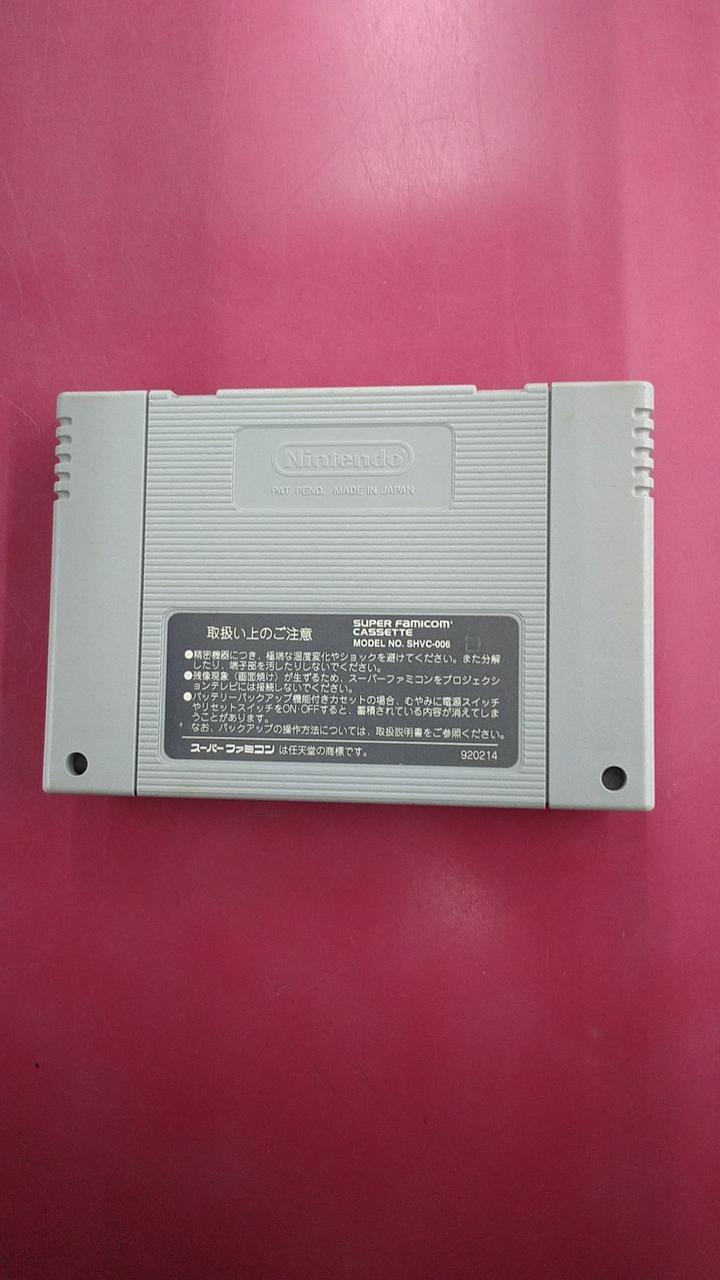 Nintendo
PAT. PEND. MADE IN JAPAN
取扱い上のご注意
SUPER FAMICOM
CASSETTE
MODEL NO. SHVC-006
●精密機器につき、極端な温度変化やショックを避けてください。また分解
したり、端子部を汚したりしないでください。
●残像現象（画面焼け）が生ずるため、スーパーファミコンをプロジェクシ
ョンテレビには接続しないでください。
●バッテリーバックアップ機能付きカセットの場合、むやみに電源スイッチ
やリセットスイッチをON・OFFすると、蓄積されている内容が消えてしま
うことがあります。
なお、バックアップの操作方法については、取扱説明書をご参照ください。
スーパーファミコン は任天堂の商標です。
920214